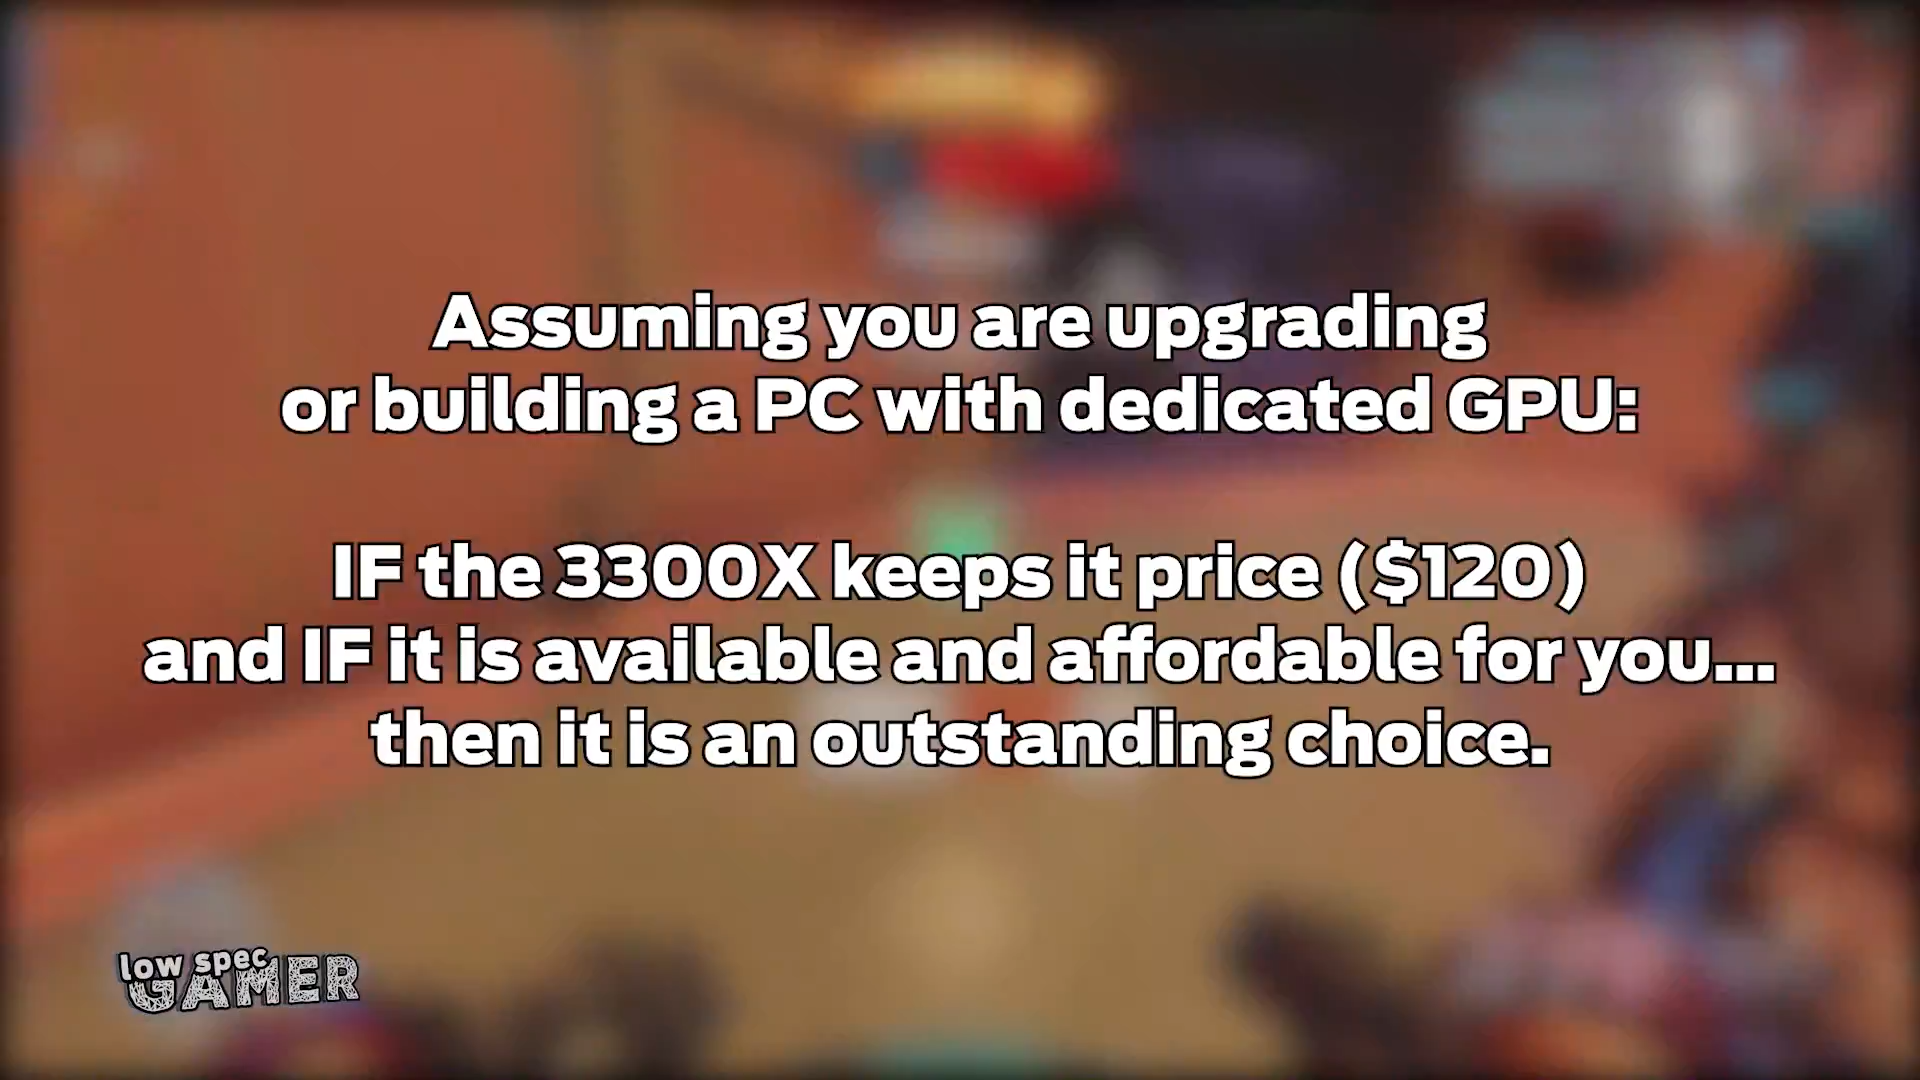 Assuming you are upgrading
or building a PC with dedicated GPU:
IF the 3300X keeps it price ($120)
and IF it is available and affordable for you...
then it is an outstanding choice.
low spec
GAMER